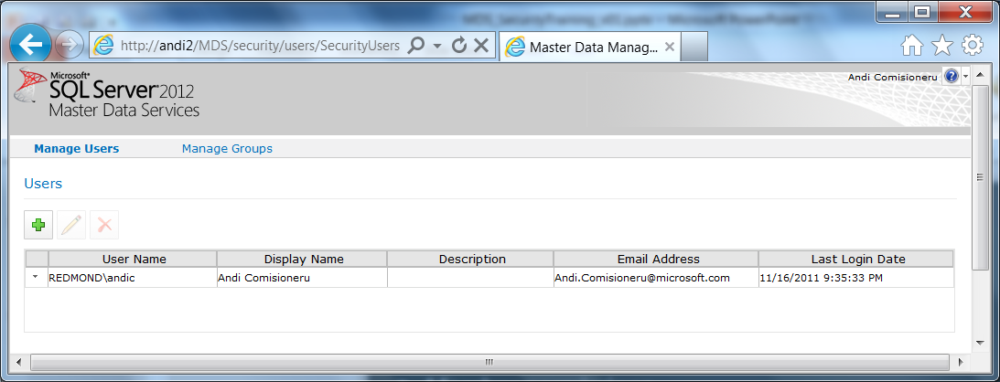 http://andi2/MDS/security/users/SecurityUsers
Master Data Manag...
Microsoft®
SQL Server 2012
Master Data Services
Andi Comisioneru
Manage Users Manage Groups
Users
User Name Display Name Description Email Address Last Login Date
REDMOND\andic Andi Comisioneru Andi.Comisioneru@microsoft.com 11/16/2011 9:35:33 PM